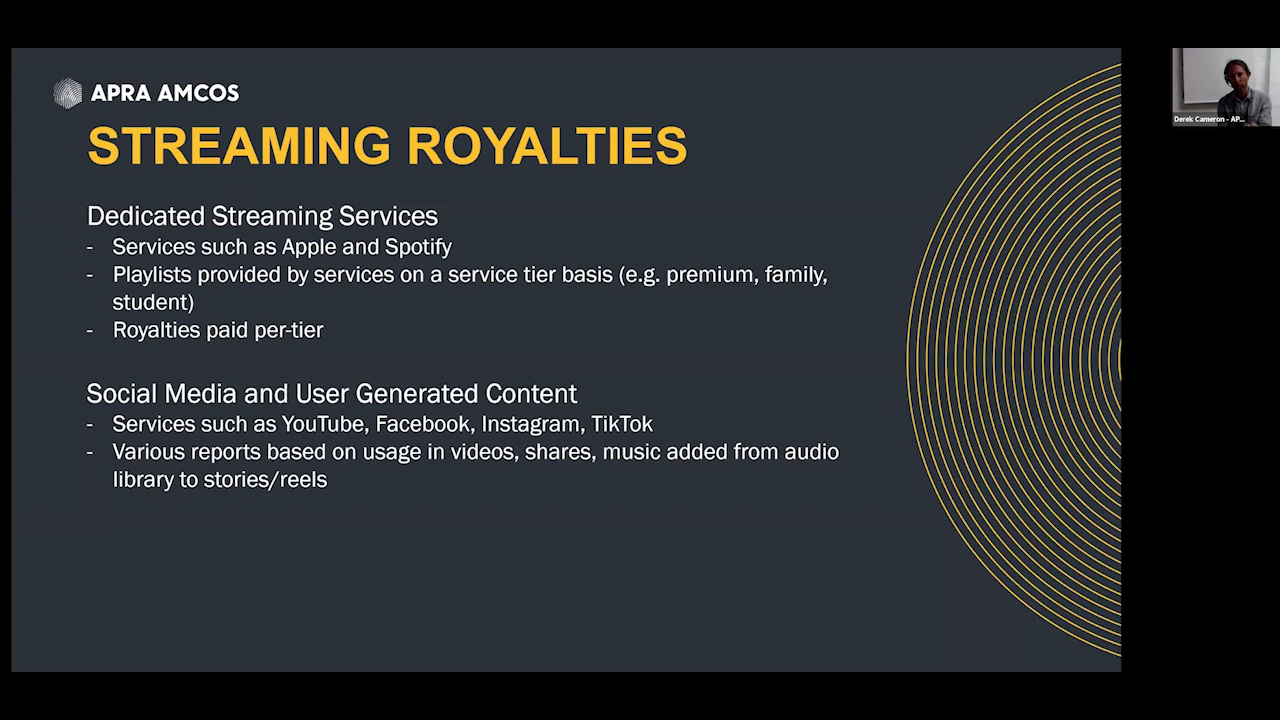 APRA AMCOS
STREAMING ROYALTIES
Dedicated Streaming Services
- Services such as Apple and Spotify
- Playlists provided by services on a service tier basis (e.g. premium, family,
student)
- Royalties paid per-tier
Social Media and User Generated Content
- Services such as YouTube, Facebook, Instagram, TikTok
- Various reports based on usage in videos, shares, music added from audio
library to stories/reels
Derek Cameron - AP...